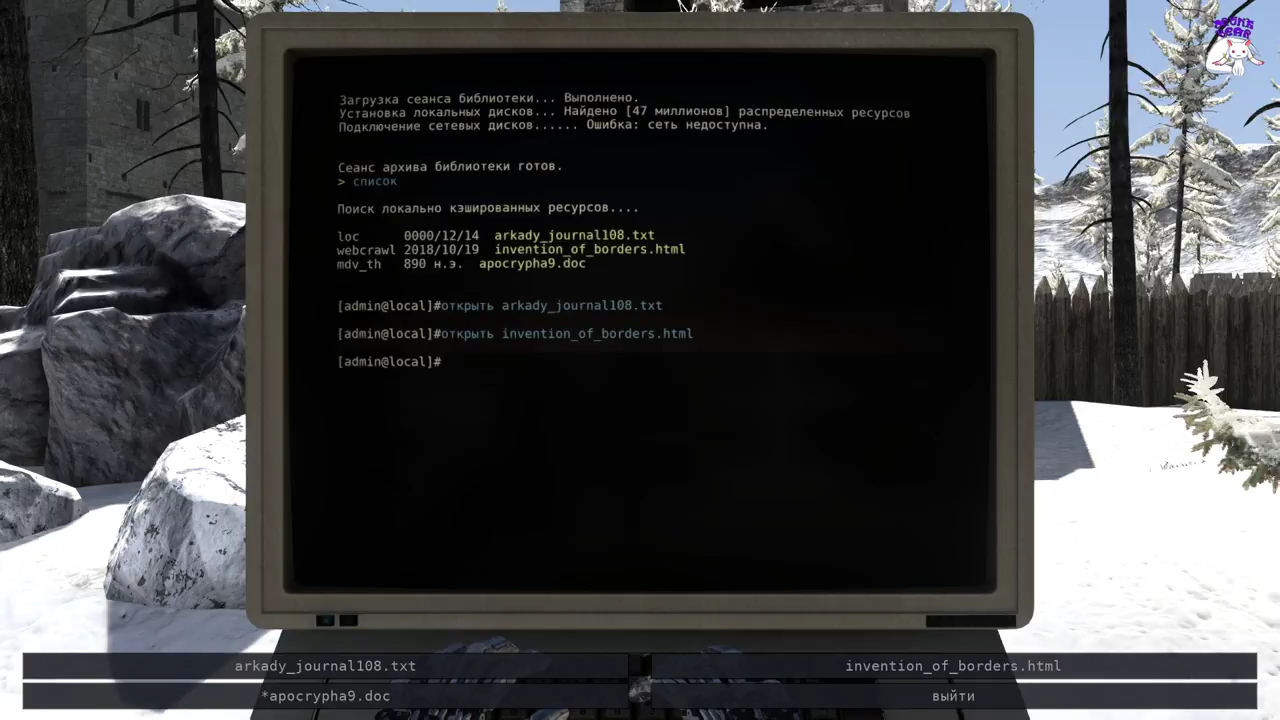 Загрузка сеанса библиотеки... Выполнено.
Установка локальных дисков... Найдено [47 миллионов] распределенных ресурсов
Подключение сетевых дисков...... Ошибка: сеть недоступна.
Сеанс архива библиотеки готов.
> список
Поиск локально кэшированных ресурсов....
loc 0000/12/14 arkady_journal108.txt
webcrawl 2018/10/19 invention_of_borders.html
mdv_th 890 н.э. apocrypha9.doc
[admin@local]#открыть arkady_journal108.txt
[admin@local]#открыть invention_of_borders.html
[admin@local]#
arkady_journal108.txt
invention_of_borders.html
*apocrypha9.doc
выйти